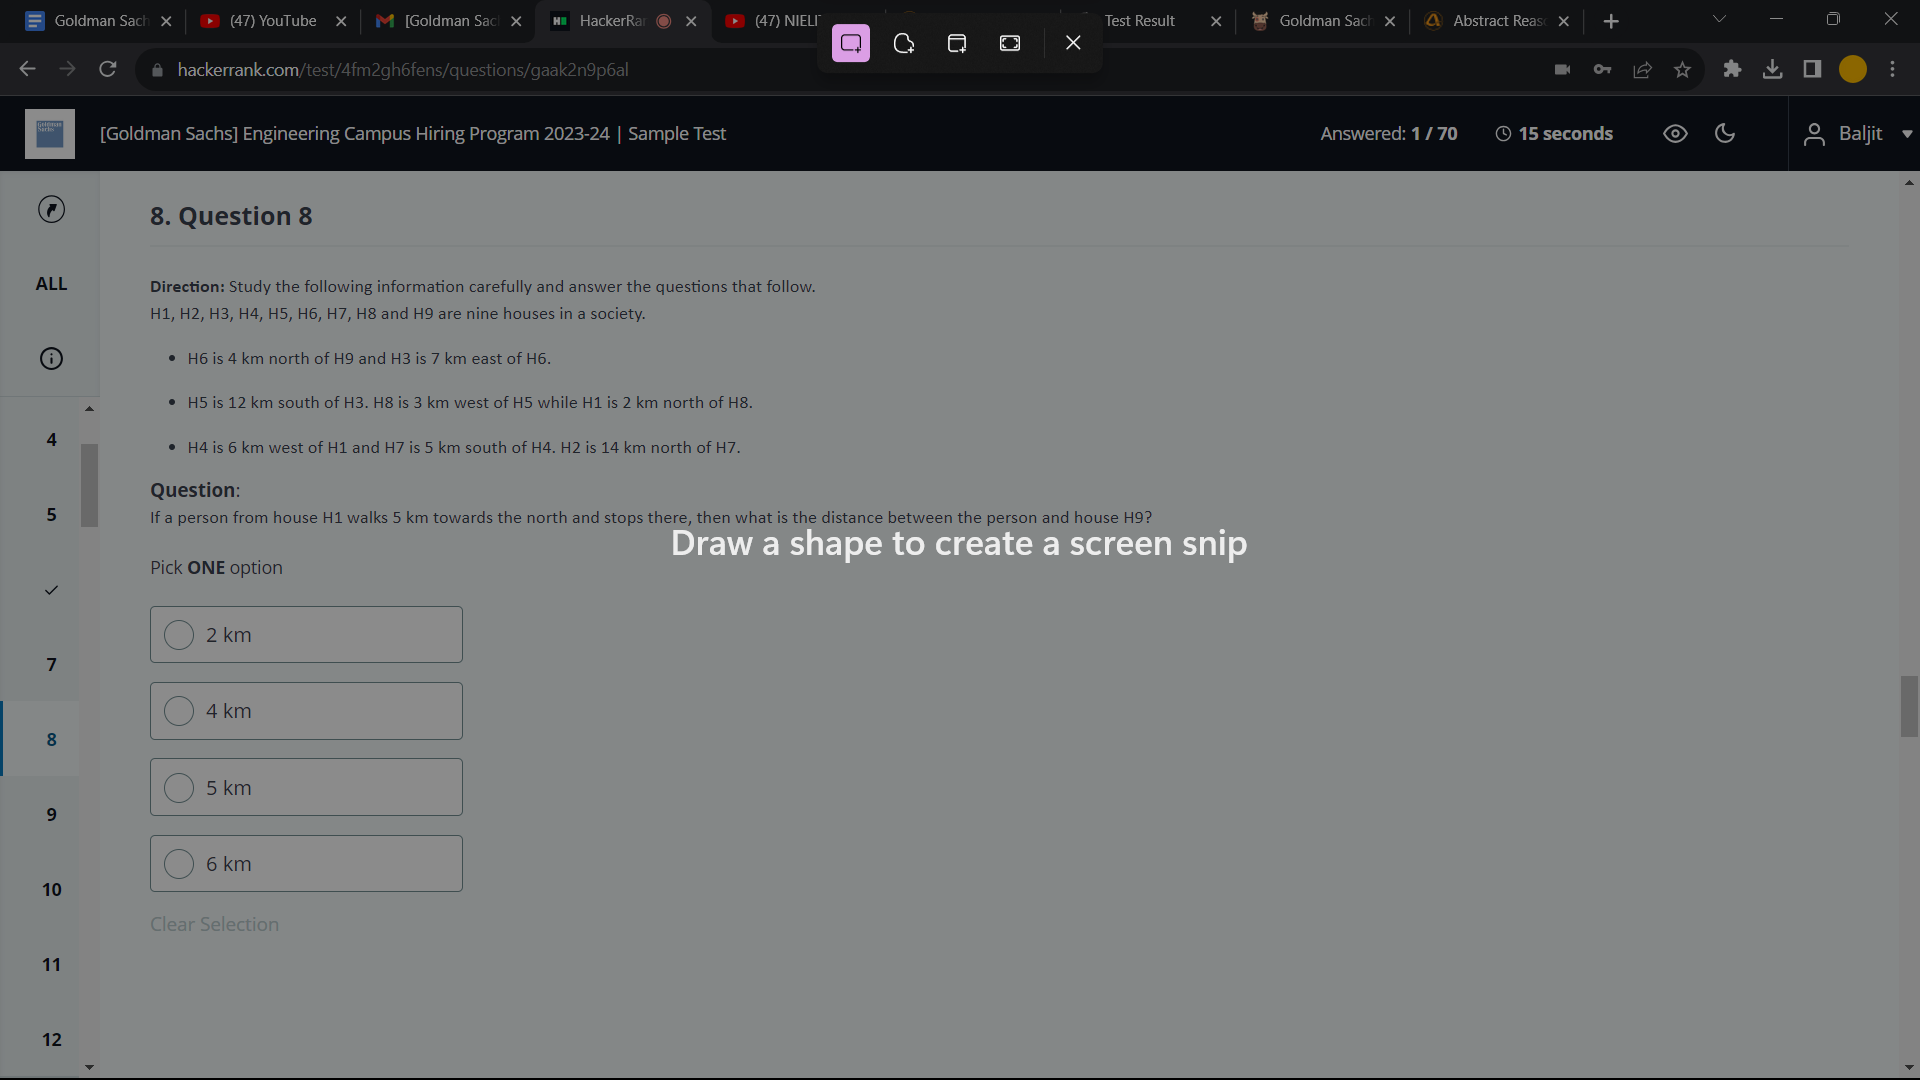 Goldman Sach
(47) YouTube
[Goldman Sac
HackerRar
(47) NIELIT
Test Result
Goldman Sach
Abstract Reas
hackerrank.com/test/4fm2gh6fens/questions/gaak2n9p6al
Goldman Sachs
[Goldman Sachs] Engineering Campus Hiring Program 2023-24 | Sample Test
Answered: 1 / 70
15 seconds
Baljit
ALL
4
5
7
8
9
10
11
12
8. Question 8
Direction: Study the following information carefully and answer the questions that follow.
H1, H2, H3, H4, H5, H6, H7, H8 and H9 are nine houses in a society.
• H6 is 4 km north of H9 and H3 is 7 km east of H6.
• H5 is 12 km south of H3. H8 is 3 km west of H5 while H1 is 2 km north of H8.
• H4 is 6 km west of H1 and H7 is 5 km south of H4. H2 is 14 km north of H7.
Question:
If a person from house H1 walks 5 km towards the north and stops there, then what is the distance between the person and house H9?
Draw a shape to create a screen snip
Pick ONE option
2 km
4 km
5 km
6 km
Clear Selection